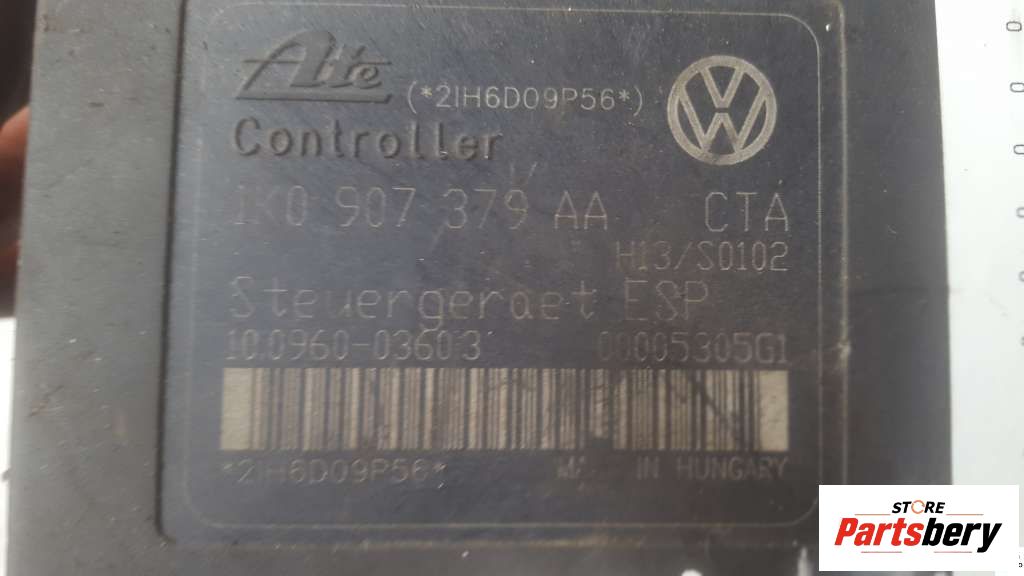 Ate (*2IH6D09P56*)
Controller
1K0 907 379 AA CTA
H13/S0102
Steuergeraet ESP
10.0960-0360.3 00005305G1
*2IH6D09P56* IN HUNGARY
STORE
Partsbery